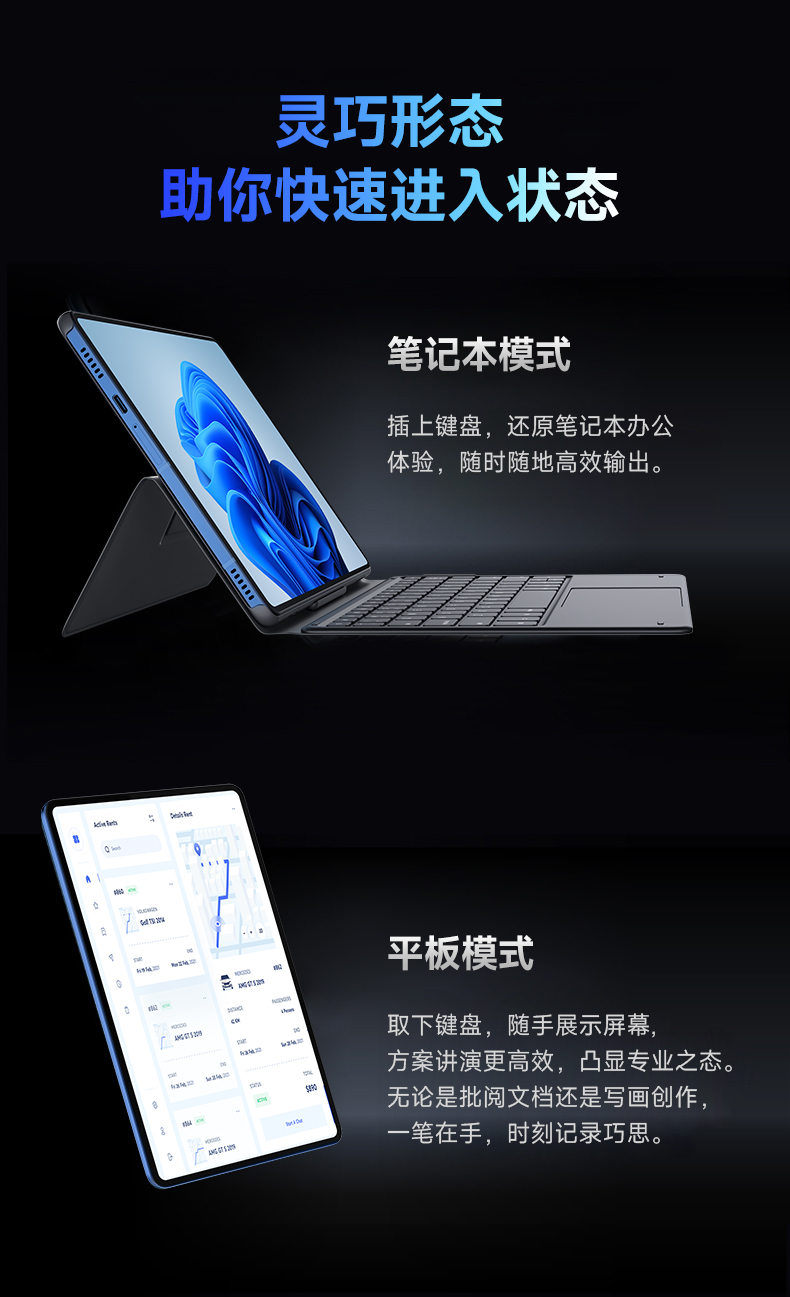 灵巧形态
助你快速进入状态
笔记本模式
插上键盘，还原笔记本办公
体验，随时随地高效输出。
Active Rents
Details Rent
Search
#860 ACTIVE
VOLKSWAGEN
Golf TSI 2014
START
END
Fri 19 Feb, 2021
Mon 22 Feb, 2021
#862 ACTIVE
MERCEDES
AMG GT S 2019
START
END
Fri 26 Feb, 2021
Sun 28 Feb, 2021
#864 ACTIVE
MERCEDES
AMG GT S 2019
MERCEDES
#862
AMG GT S 2019
DISTANCE
PASSENGERS
42 KM
4 Persons
START
END
Fri 26 Feb, 2021
Sun 28 Feb, 2021
STATUS
TOTAL
ACTIVE
$890
Start A Chat
平板模式
取下键盘，随手展示屏幕，
方案讲演更高效，凸显专业之态。
无论是批阅文档还是写画创作，
一笔在手，时刻记录巧思。